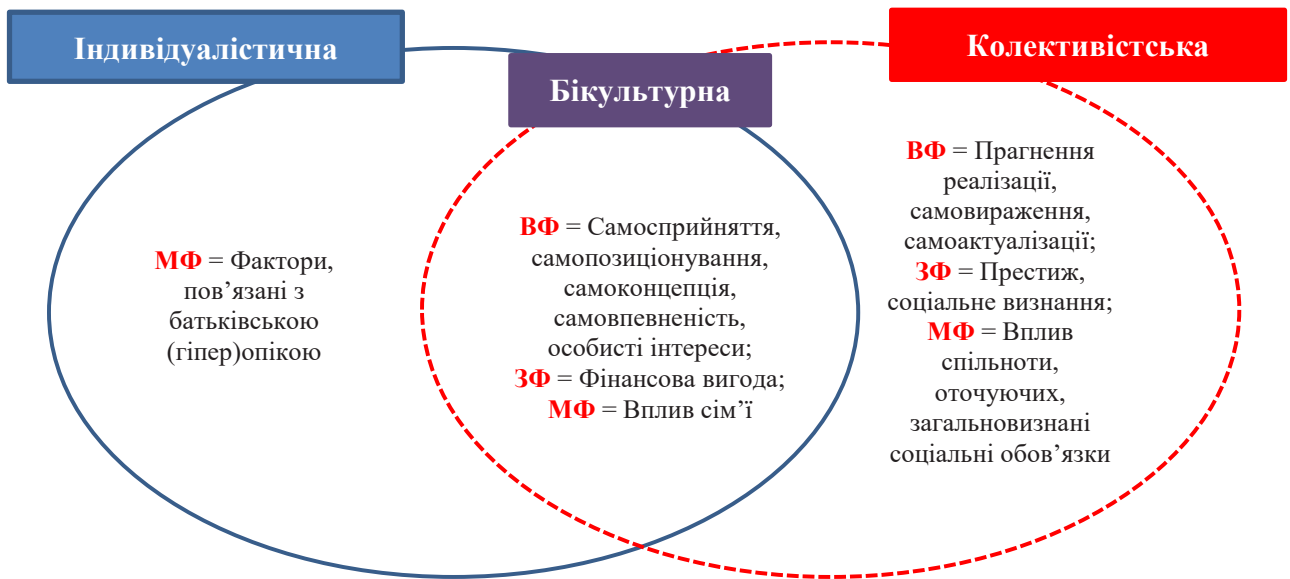 Індивідуалістична
Бікультурна
Колективістська
МФ = Фактори,
пов’язані з
батьківською
(гіпер)опікою
ВФ = Самосприйняття,
самопозиціонування,
самоконцепція,
самовпевненість,
особисті інтереси;
ЗФ = Фінансова вигода;
МФ = Вплив сім’ї
ВФ = Прагнення
реалізації,
самовираження,
самоактуалізації;
ЗФ = Престиж,
соціальне визнання;
МФ = Вплив
спільноти,
оточуючих,
загальновизнані
соціальні обов’язки